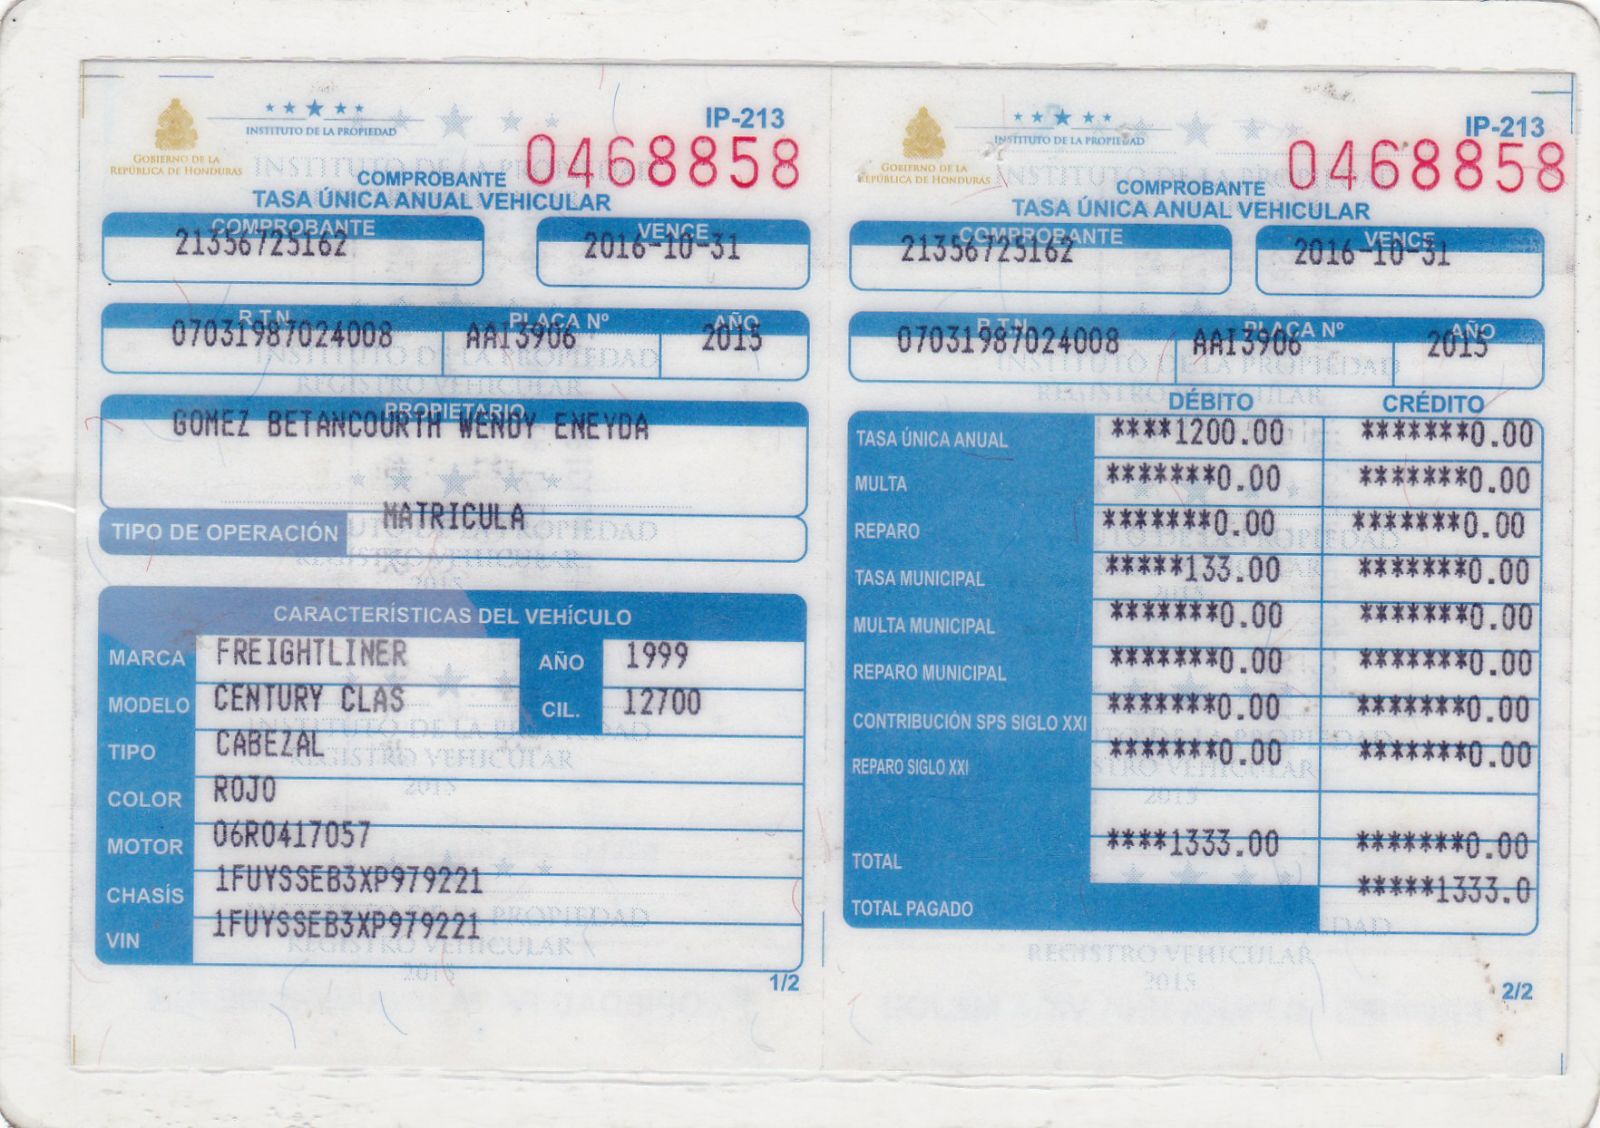 GOBIERNO DE LA
REPÚBLICA DE HONDURAS
INSTITUTO DE LA PROPIEDAD
IP-213
0468858
COMPROBANTE
TASA ÚNICA ANUAL VEHICULAR
COMPROBANTE
21356725162
VENCE
2016-10-31
R.T.N.
07031987024008
PLACA Nº
AAI3906
AÑO
2015
PROPIETARIO
GOMEZ BETANCOURTH WENDY ENEYDA
TIPO DE OPERACIÓN MATRICULA
CARACTERÍSTICAS DEL VEHÍCULO
MARCA FREIGHTLINER AÑO 1999
MODELO CENTURY CLAS CIL. 12700
TIPO CABEZAL
COLOR ROJO
MOTOR 06R0417057
CHASÍS 1FUYSSEB3XP979221
VIN 1FUYSSEB3XP979221
1/2
GOBIERNO DE LA
REPÚBLICA DE HONDURAS
INSTITUTO DE LA PROPIEDAD
IP-213
0468858
COMPROBANTE
TASA ÚNICA ANUAL VEHICULAR
COMPROBANTE
21356725162
VENCE
2016-10-31
R.T.N.
07031987024008
PLACA Nº
AAI3906
AÑO
2015
DÉBITO CRÉDITO
TASA ÚNICA ANUAL ****1200.00 *******0.00
MULTA *******0.00 *******0.00
REPARO *******0.00 *******0.00
TASA MUNICIPAL *****133.00 *******0.00
MULTA MUNICIPAL *******0.00 *******0.00
REPARO MUNICIPAL *******0.00 *******0.00
CONTRIBUCIÓN SPS SIGLO XXI *******0.00 *******0.00
REPARO SIGLO XXI *******0.00 *******0.00
TOTAL ****1333.00 *******0.00
TOTAL PAGADO *****1333.0
2/2